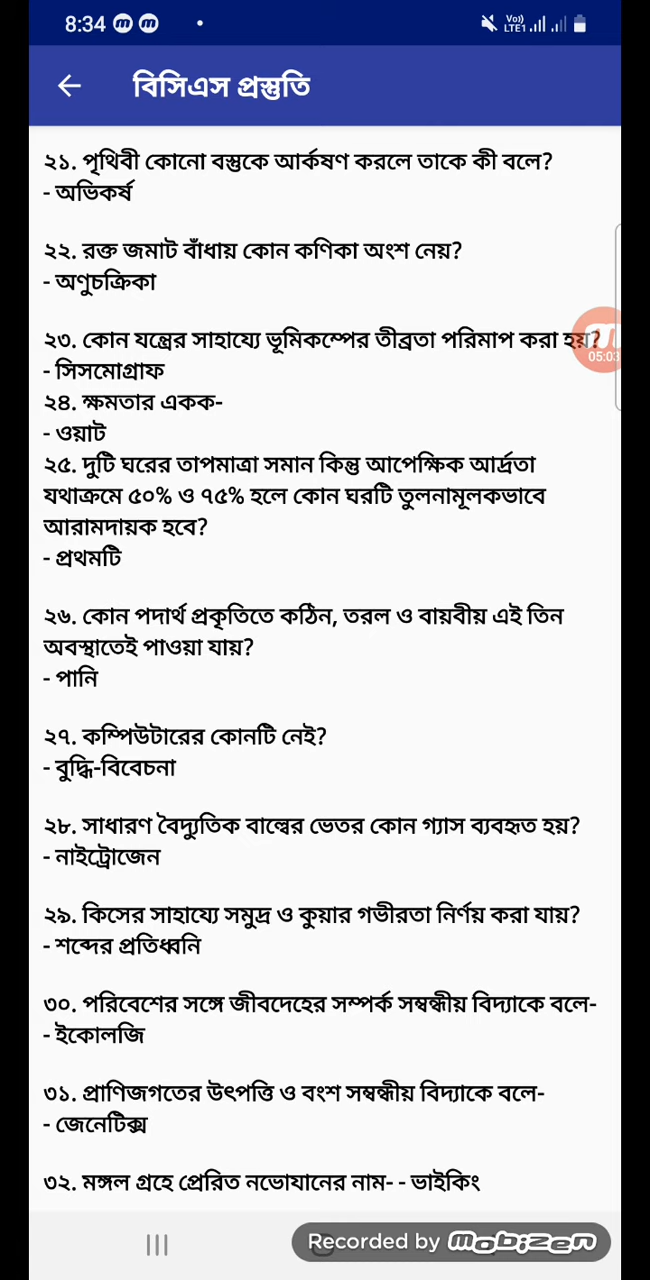 8:34
Vo))
LTE1
বিসিএস প্রস্তুতি
২১. পৃথিবী কোনো বস্তুকে আর্কষণ করলে তাকে কী বলে?
- অভিকর্ষ
২২. রক্ত জমাট বাঁধায় কোন কণিকা অংশ নেয়?
- অণুচক্রিকা
২৩. কোন যন্ত্রের সাহায্যে ভূমিকম্পের তীব্রতা পরিমাপ করা হয়?
05:03
- সিসমোগ্রাফ
২৪. ক্ষমতার একক-
- ওয়াট
২৫. দুটি ঘরের তাপমাত্রা সমান কিন্তু আপেক্ষিক আর্দ্রতা
যথাক্রমে ৫০% ও ৭৫% হলে কোন ঘরটি তুলনামূলকভাবে
আরামদায়ক হবে?
- প্রথমটি
২৬. কোন পদার্থ প্রকৃতিতে কঠিন, তরল ও বায়বীয় এই তিন
অবস্থাতেই পাওয়া যায়?
- পানি
২৭. কম্পিউটারের কোনটি নেই?
- বুদ্ধি-বিবেচনা
২৮. সাধারণ বৈদ্যুতিক বাল্বের ভেতর কোন গ্যাস ব্যবহৃত হয়?
- নাইট্রোজেন
২৯. কিসের সাহায্যে সমুদ্র ও কুয়ার গভীরতা নির্ণয় করা যায়?
- শব্দের প্রতিধ্বনি
৩০. পরিবেশের সঙ্গে জীবদেহের সম্পর্ক সম্বন্ধীয় বিদ্যাকে বলে-
- ইকোলজি
৩১. প্রাণিজগতের উৎপত্তি ও বংশ সম্বন্ধীয় বিদ্যাকে বলে-
- জেনেটিক্স
৩২. মঙ্গল গ্রহে প্রেরিত নভোযানের নাম- - ভাইকিং
Recorded by mobizen